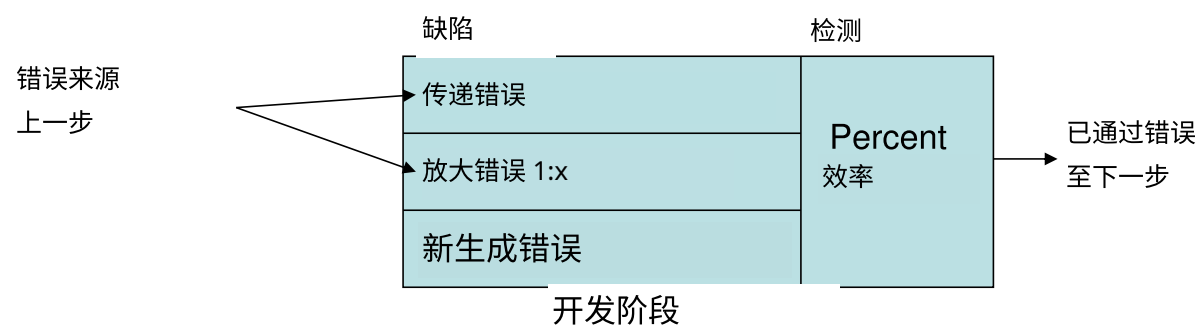 缺陷
检测
错误来源
上一步
传递错误
放大错误 1:x
新生成错误
Percent
效率
已通过错误
至下一步
开发阶段